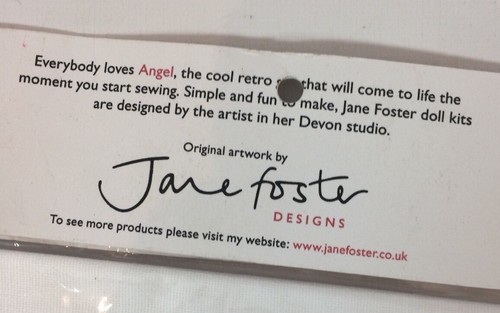 Everybody loves Angel, the cool retro that will come to life the
moment you start sewing. Simple and fun to make, Jane Foster doll kits
are designed by the artist in her Devon studio.
Original artwork by
Jane foster
DESIGNS
To see more products please visit my website: www.janefoster.co.uk